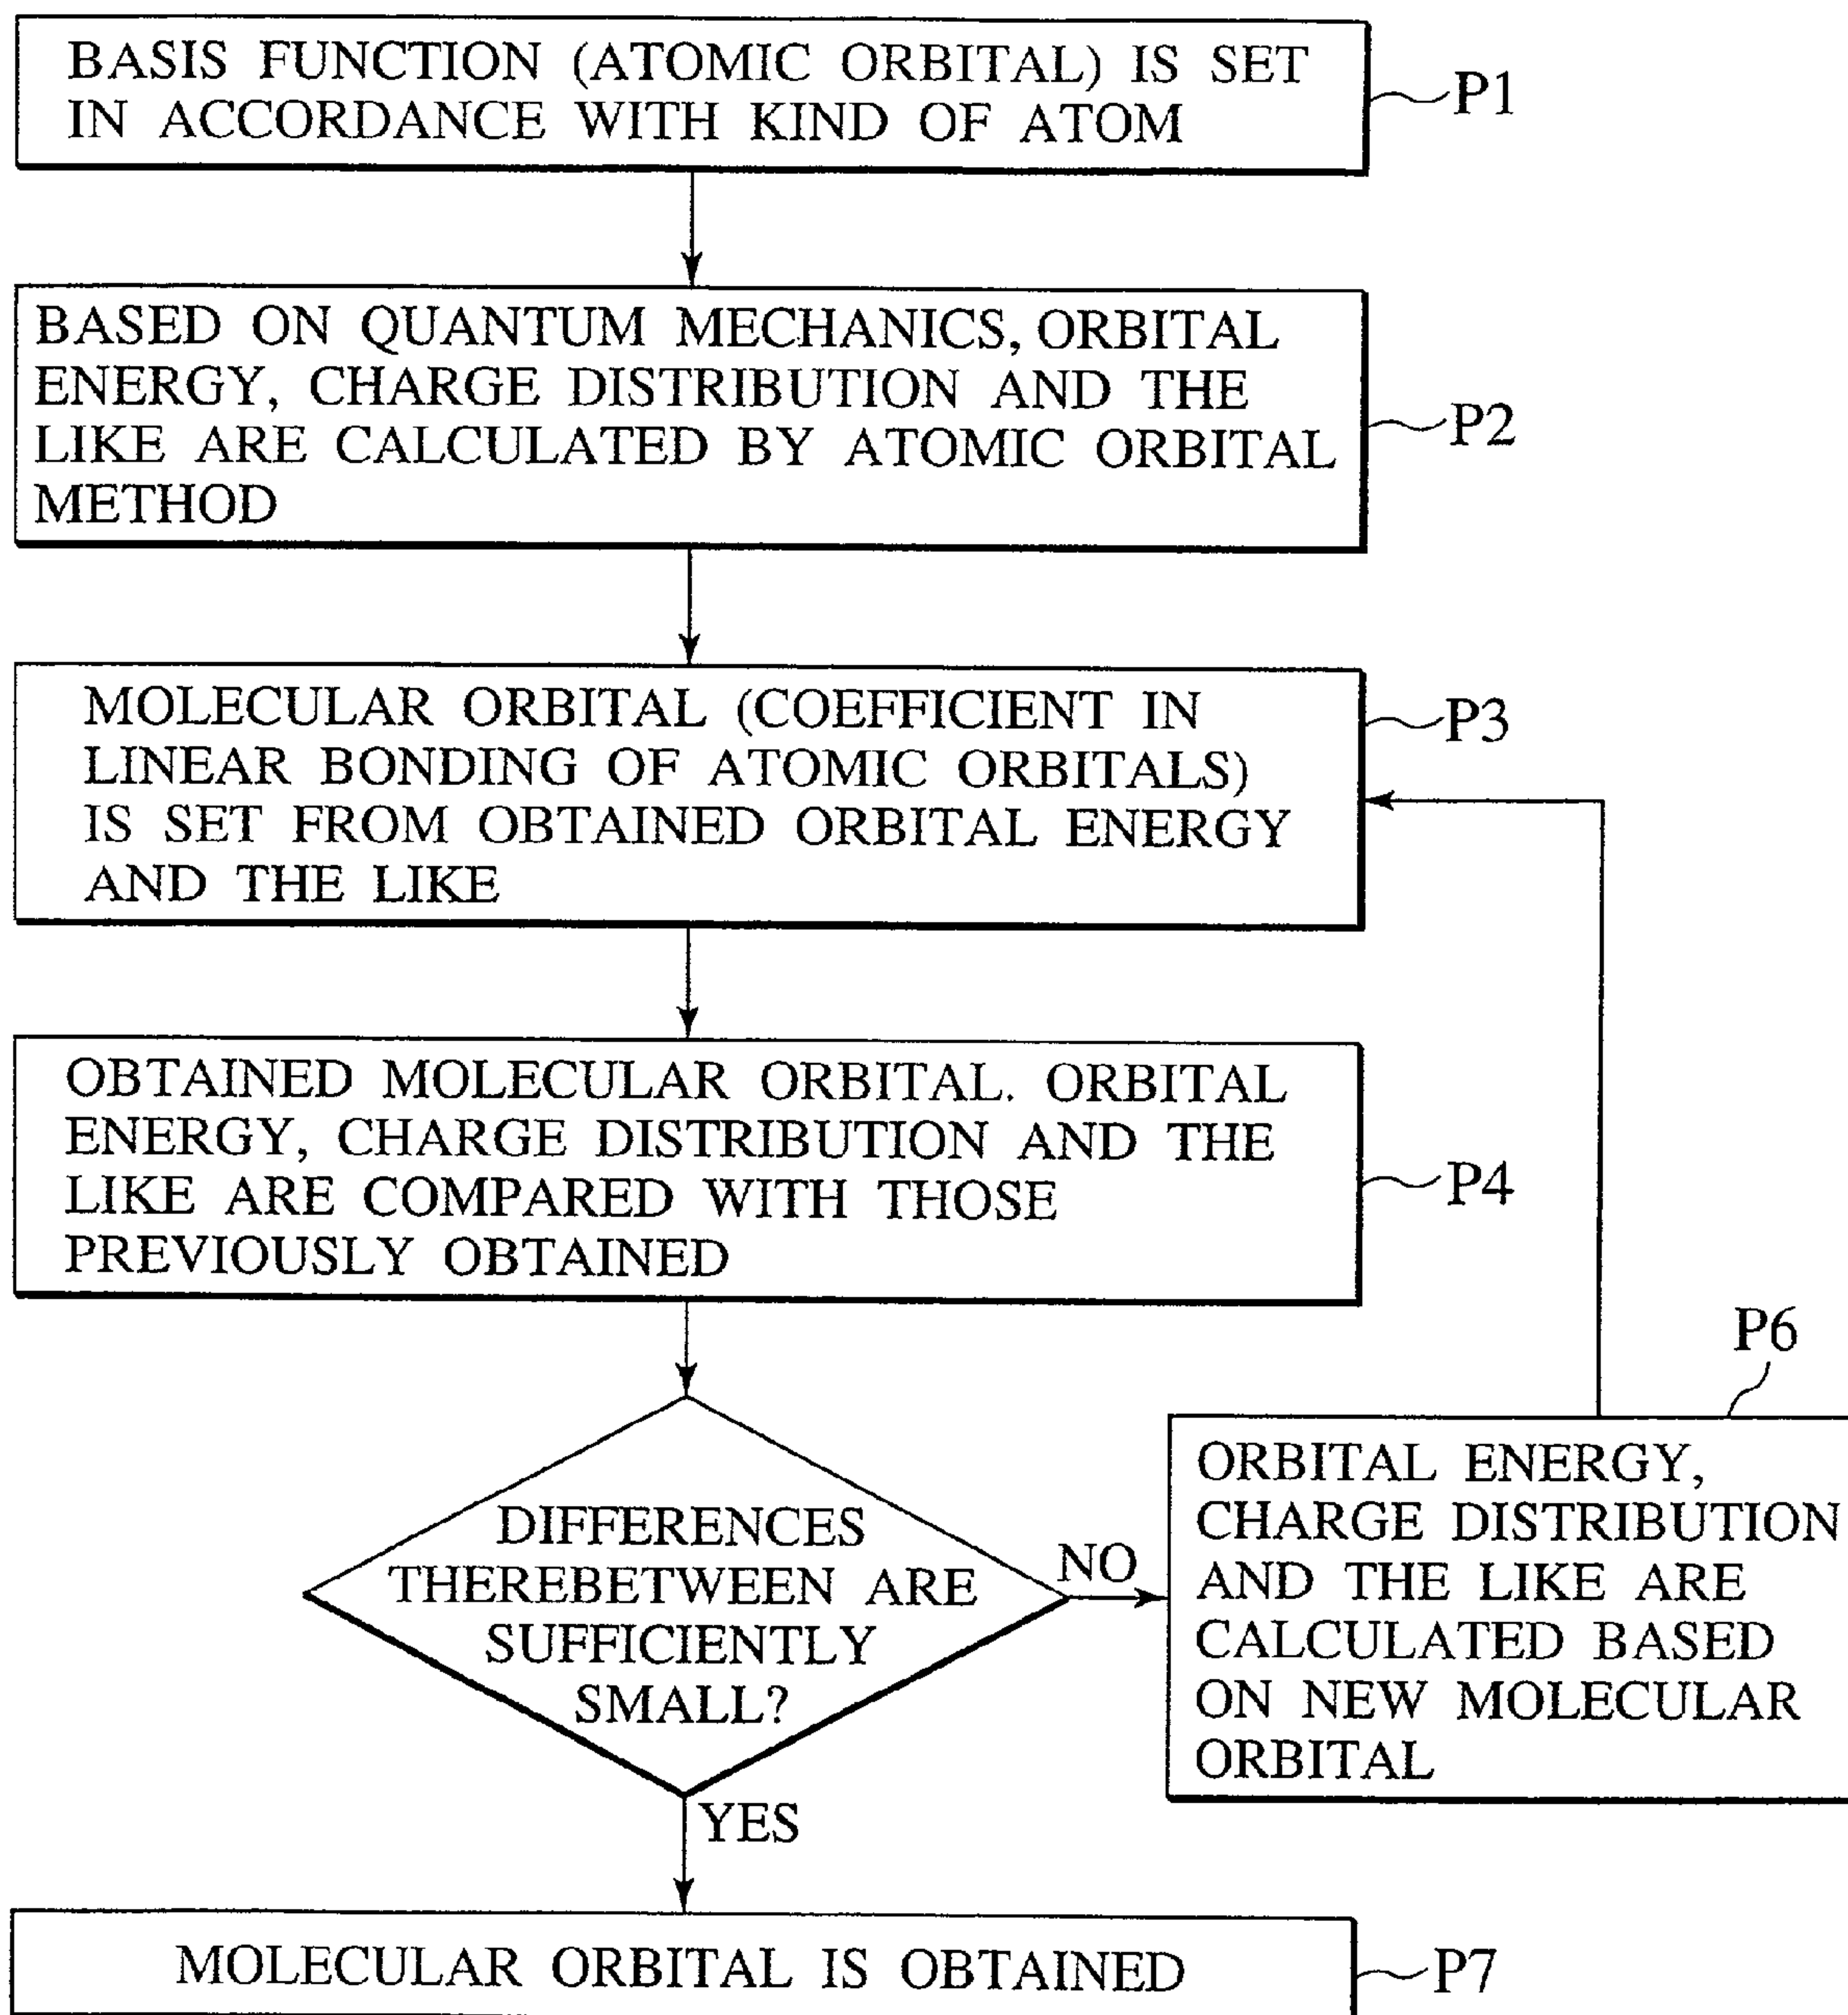 BASIS FUNCTION (ATOMIC ORBITAL) IS SET
IN ACCORDANCE WITH KIND OF ATOM
P1
BASED ON QUANTUM MECHANICS, ORBITAL
ENERGY, CHARGE DISTRIBUTION AND THE
LIKE ARE CALCULATED BY ATOMIC ORBITAL
METHOD
P2
MOLECULAR ORBITAL (COEFFICIENT IN
LINEAR BONDING OF ATOMIC ORBITALS)
IS SET FROM OBTAINED ORBITAL ENERGY
AND THE LIKE
P3
OBTAINED MOLECULAR ORBITAL. ORBITAL
ENERGY, CHARGE DISTRIBUTION AND THE
LIKE ARE COMPARED WITH THOSE
PREVIOUSLY OBTAINED
P4
DIFFERENCES
THEREBETWEEN ARE
SUFFICIENTLY
SMALL?
NO
P6
ORBITAL ENERGY,
CHARGE DISTRIBUTION
AND THE LIKE ARE
CALCULATED BASED
ON NEW MOLECULAR
ORBITAL
YES
MOLECULAR ORBITAL IS OBTAINED
P7